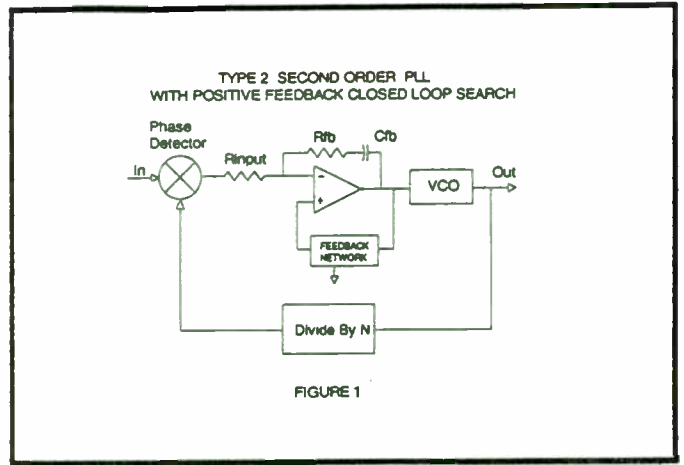 TYPE 2 SECOND ORDER PLL
WITH POSITIVE FEEDBACK CLOSED LOOP SEARCH
Phase
Detector
In
Rinput
Rfb
Cfb
-
+
VCO
Out
FEEDBACK
NETWORK
Divide By N
FIGURE 1